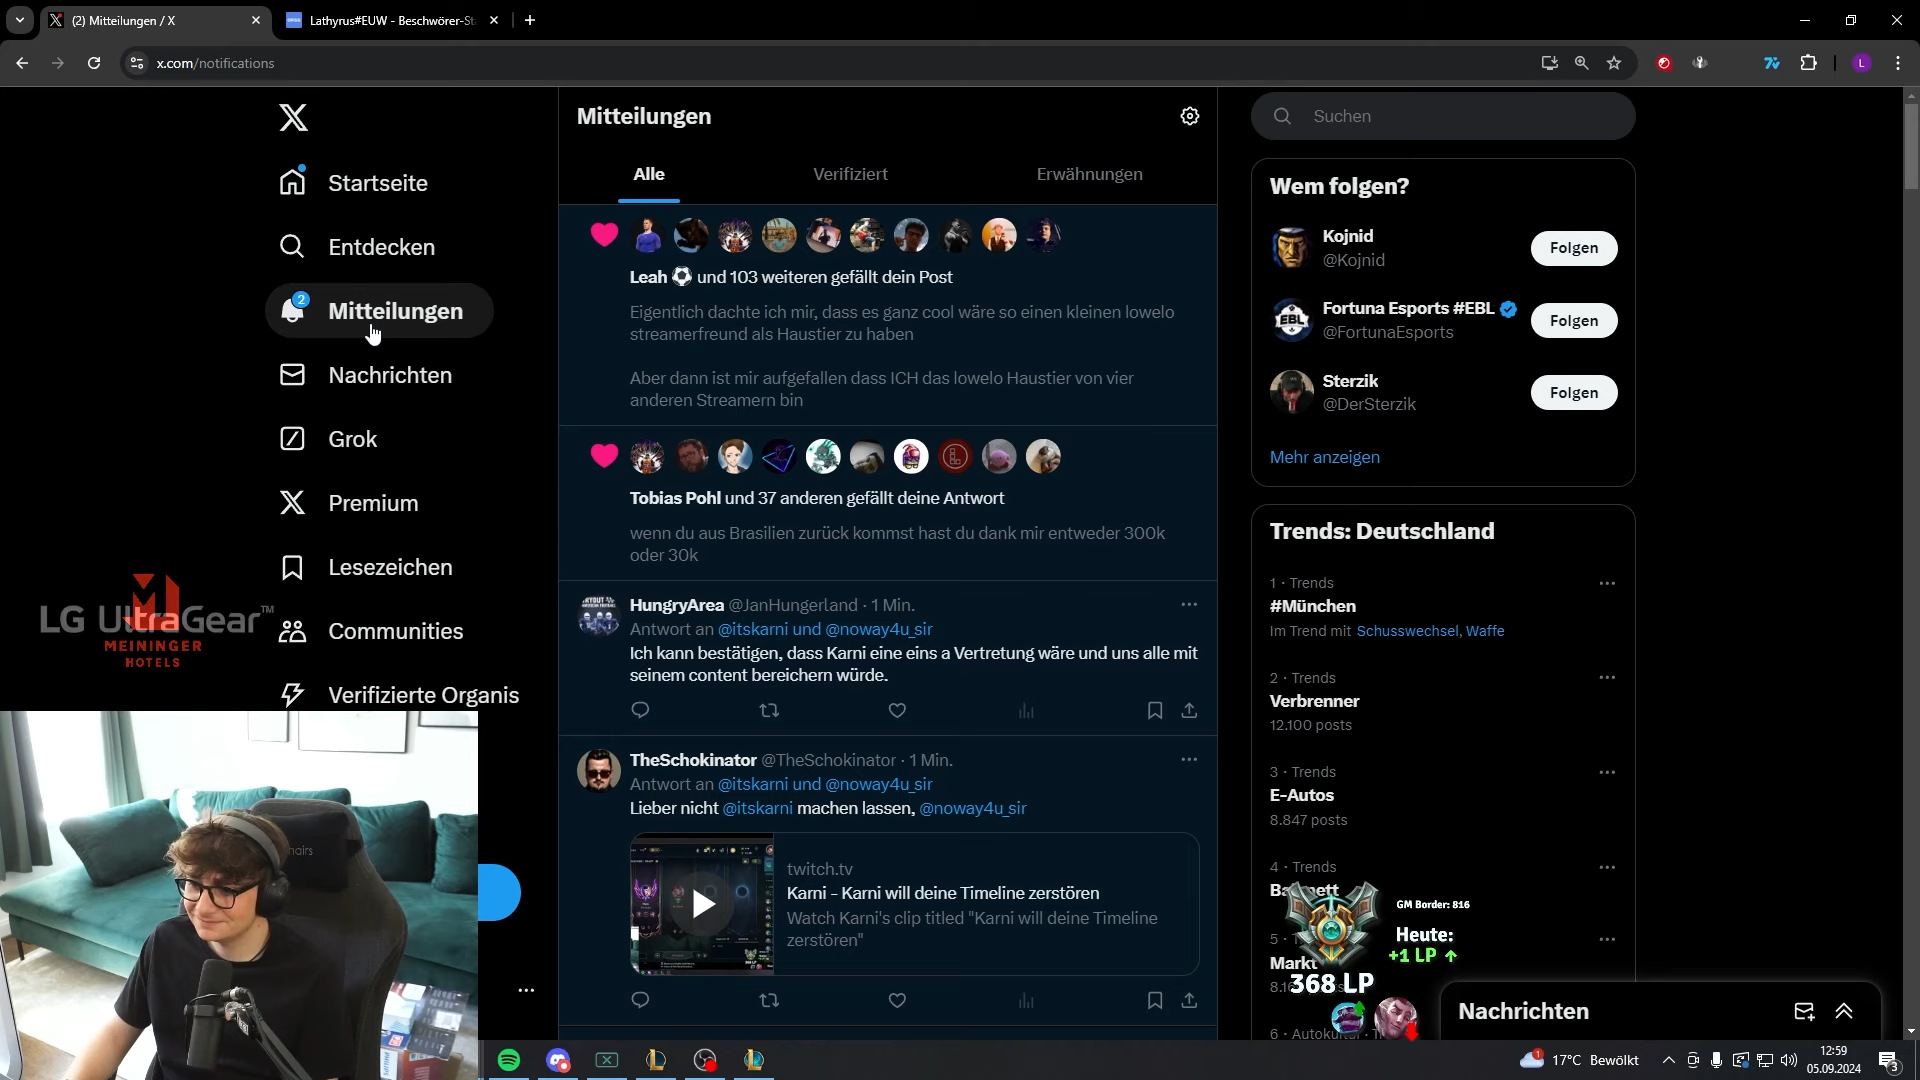 (2) Mitteilungen / X
Lathyrus#EUW - Beschwörer-St
x.com/notifications
L
Mitteilungen
Suchen
Alle
Verifiziert
Erwähnungen
Startseite
Entdecken
2
Mitteilungen
Nachrichten
Grok
Premium
Lesezeichen
Communities
Verifizierte Organis
LG UltraGear™
MEININGER
HOTELS
Leah ⚽ und 103 weiteren gefällt dein Post
Eigentlich dachte ich mir, dass es ganz cool wäre so einen kleinen lowelo
streamerfreund als Haustier zu haben
Aber dann ist mir aufgefallen dass ICH das lowelo Haustier von vier
anderen Streamern bin
Tobias Pohl und 37 anderen gefällt deine Antwort
wenn du aus Brasilien zurück kommst hast du dank mir entweder 300k
oder 30k
HungryArea @JanHungerland · 1 Min.
Antwort an @itskarni und @noway4u_sir
Ich kann bestätigen, dass Karni eine eins a Vertretung wäre und uns alle mit
seinem content bereichern würde.
TheSchokinator @TheSchokinator · 1 Min.
Antwort an @itskarni und @noway4u_sir
Lieber nicht @itskarni machen lassen, @noway4u_sir
twitch.tv
Karni - Karni will deine Timeline zerstören
Watch Karni's clip titled "Karni will deine Timeline
zerstören"
Wem folgen?
Kojnid
@Kojnid
Folgen
Fortuna Esports #EBL
@FortunaEsports
Folgen
EBL
Sterzik
@DerSterzik
Folgen
Mehr anzeigen
Trends: Deutschland
1 · Trends
#München
Im Trend mit Schusswechsel, Waffe
2 · Trends
Verbrenner
12.100 posts
3 · Trends
E-Autos
8.847 posts
4 · Trends
GM Border: 816
Heute:
+1 LP ↑
368 LP
Markt
Nachrichten
17°C Bewölkt
12:59
05.09.2024
3